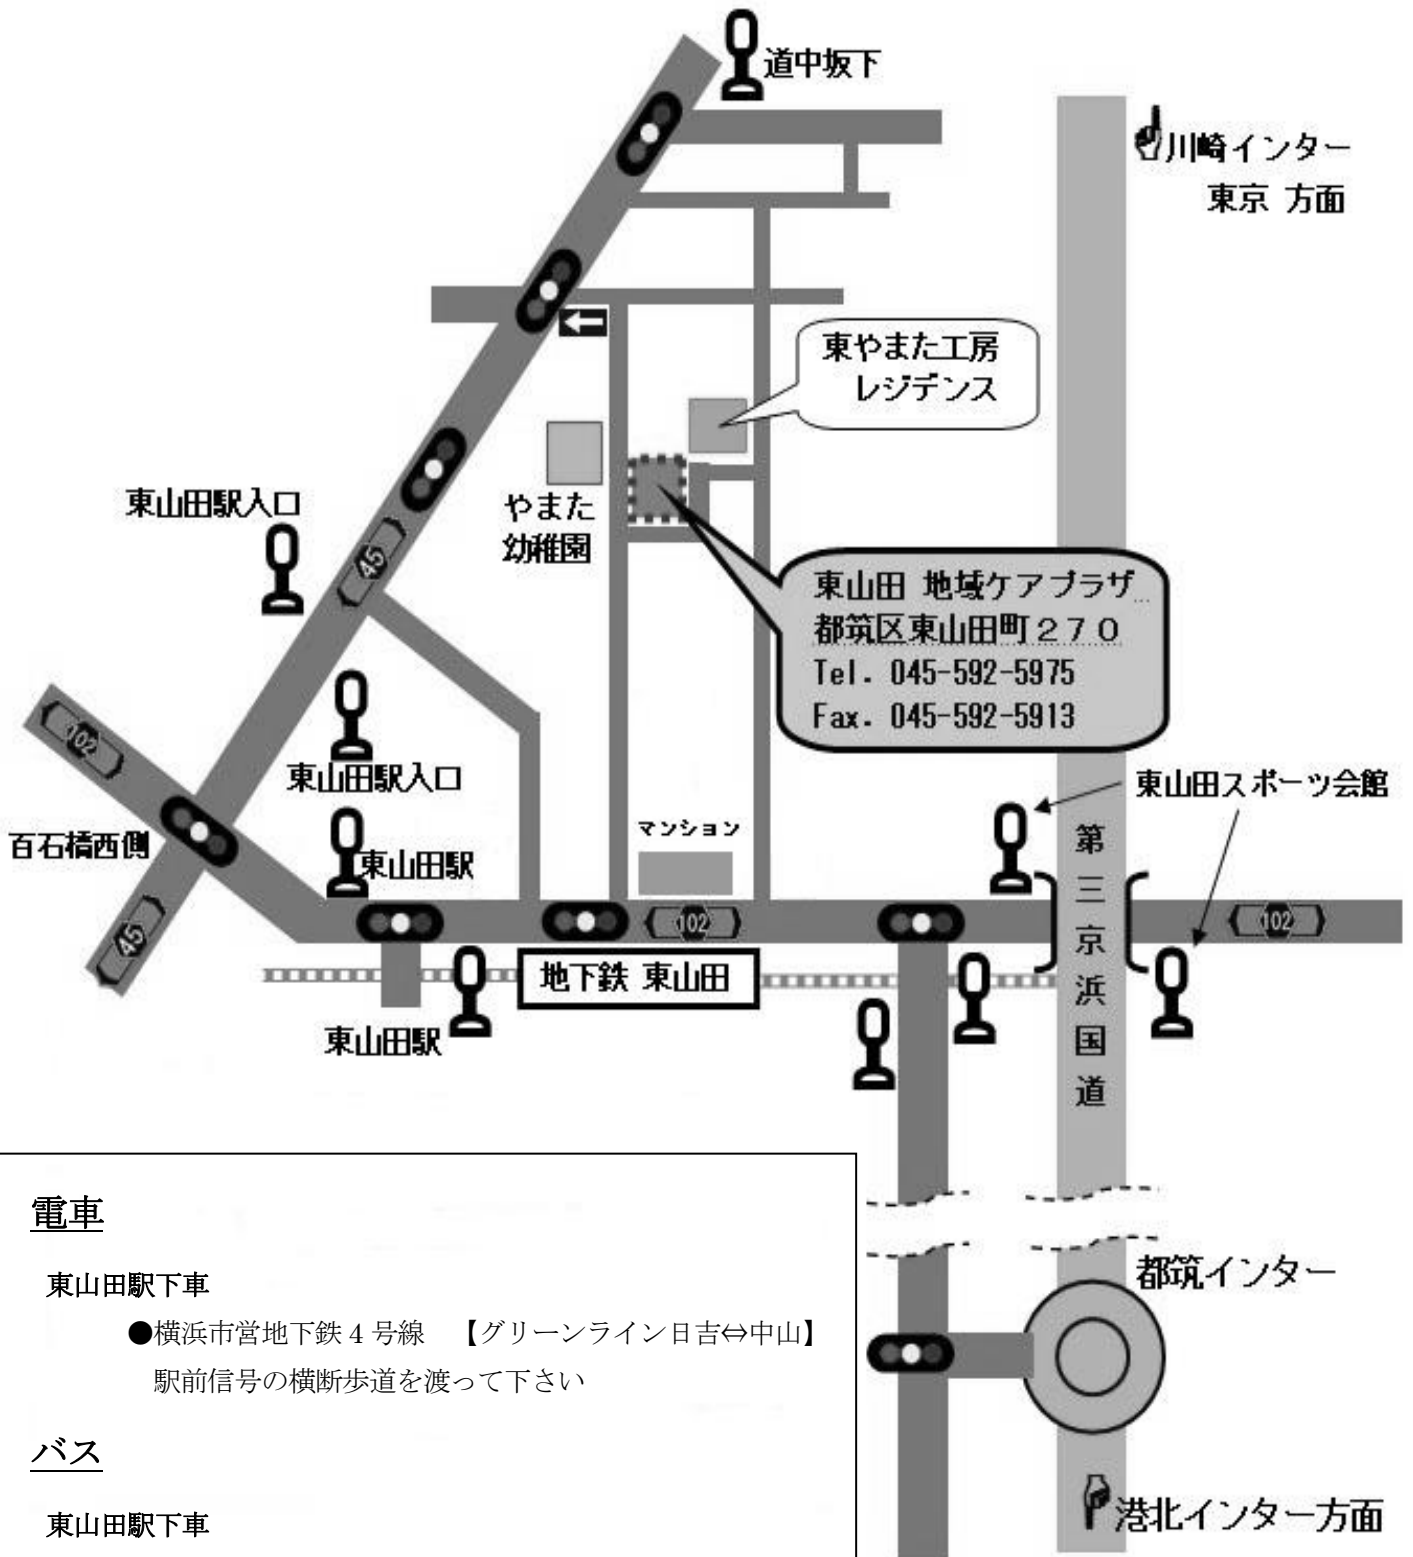 道中坂下
川崎インター
東京 方面
東やまた工房
レジデンス
東山田駅入口
やまた
幼稚園
45
東山田 地域ケアプラザ
都筑区東山田町２７０
Tel. 045-592-5975
Fax. 045-592-5913
102
東山田駅入口
東山田スポーツ会館
百石橋西側
東山田駅
マンション
第三京浜国道
45
102
102
地下鉄 東山田
東山田駅
都筑インター
港北インター方面
電車
東山田駅下車
●横浜市営地下鉄４号線　【グリーンライン日吉⇔中山】
駅前信号の横断歩道を渡って下さい
バス
東山田駅下車